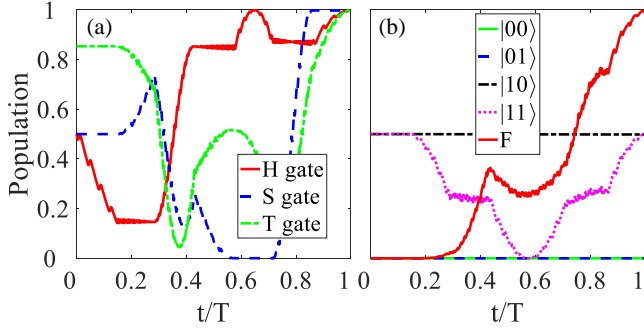 (a)
Population
1
0.8
0.6
0.4
0.2
0
H gate
S gate
T gate
0 0.2 0.4 0.6 0.8 1
t/T
(b)
|00⟩
|01⟩
|10⟩
|11⟩
F
0 0.2 0.4 0.6 0.8 1
t/T